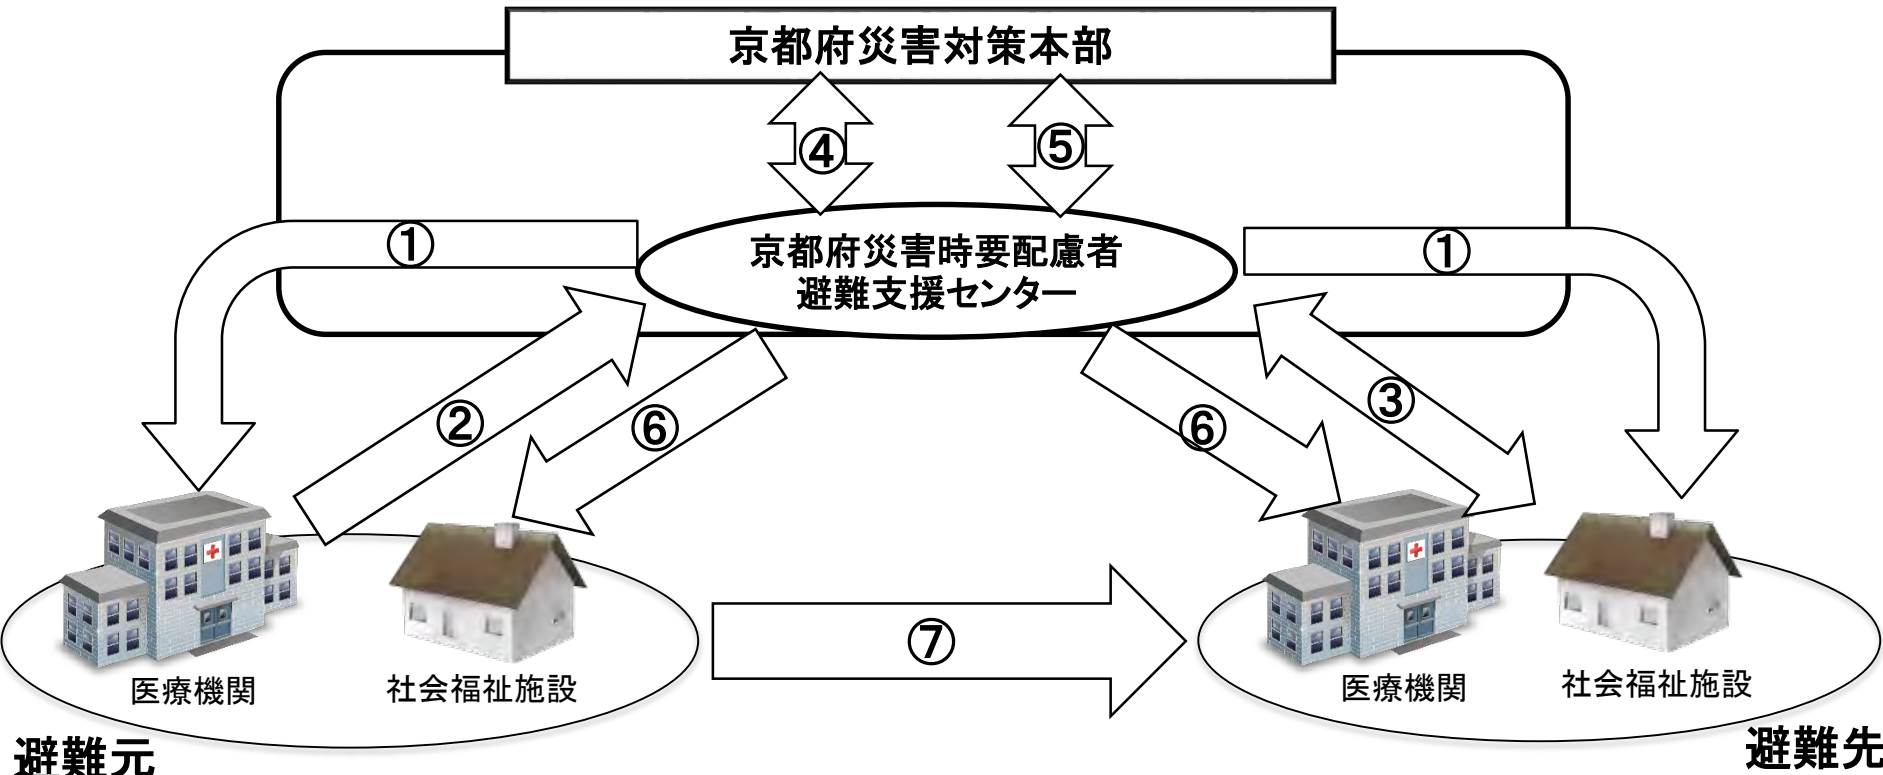 京都府災害対策本部
④
⑤
①
京都府災害時要配慮者
避難支援センター
①
②
⑥
⑥
③
⑦
医療機関
社会福祉施設
医療機関
社会福祉施設
避難元
避難先